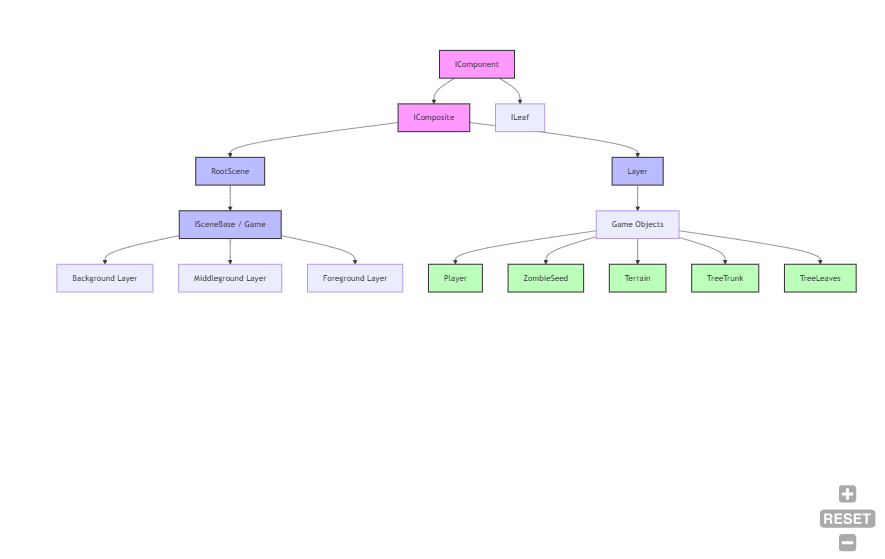 IComponent
IComposite
ILeaf
RootScene
Layer
ISceneBase / Game
Game Objects
Background Layer
Middleground Layer
Foreground Layer
Player
ZombieSeed
Terrain
TreeTrunk
TreeLeaves
RESET